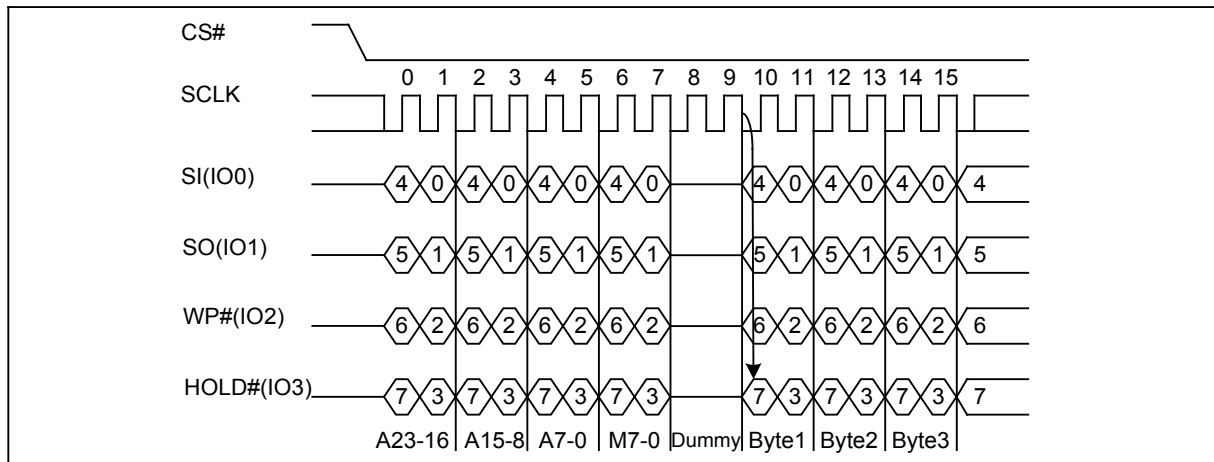 CS#
0 1 2 3 4 5 6 7 8 9 10 11 12 13 14 15
SCLK
SI(IO0) 4 0 4 0 4 0 4 0 4 0 4 0 4 0 4
SO(IO1) 5 1 5 1 5 1 5 1 5 1 5 1 5 1 5
WP#(IO2) 6 2 6 2 6 2 6 2 6 2 6 2 6 2 6
HOLD#(IO3) 7 3 7 3 7 3 7 3 7 3 7 3 7 3 7
A23-16 A15-8 A7-0 M7-0 Dummy Byte1 Byte2 Byte3